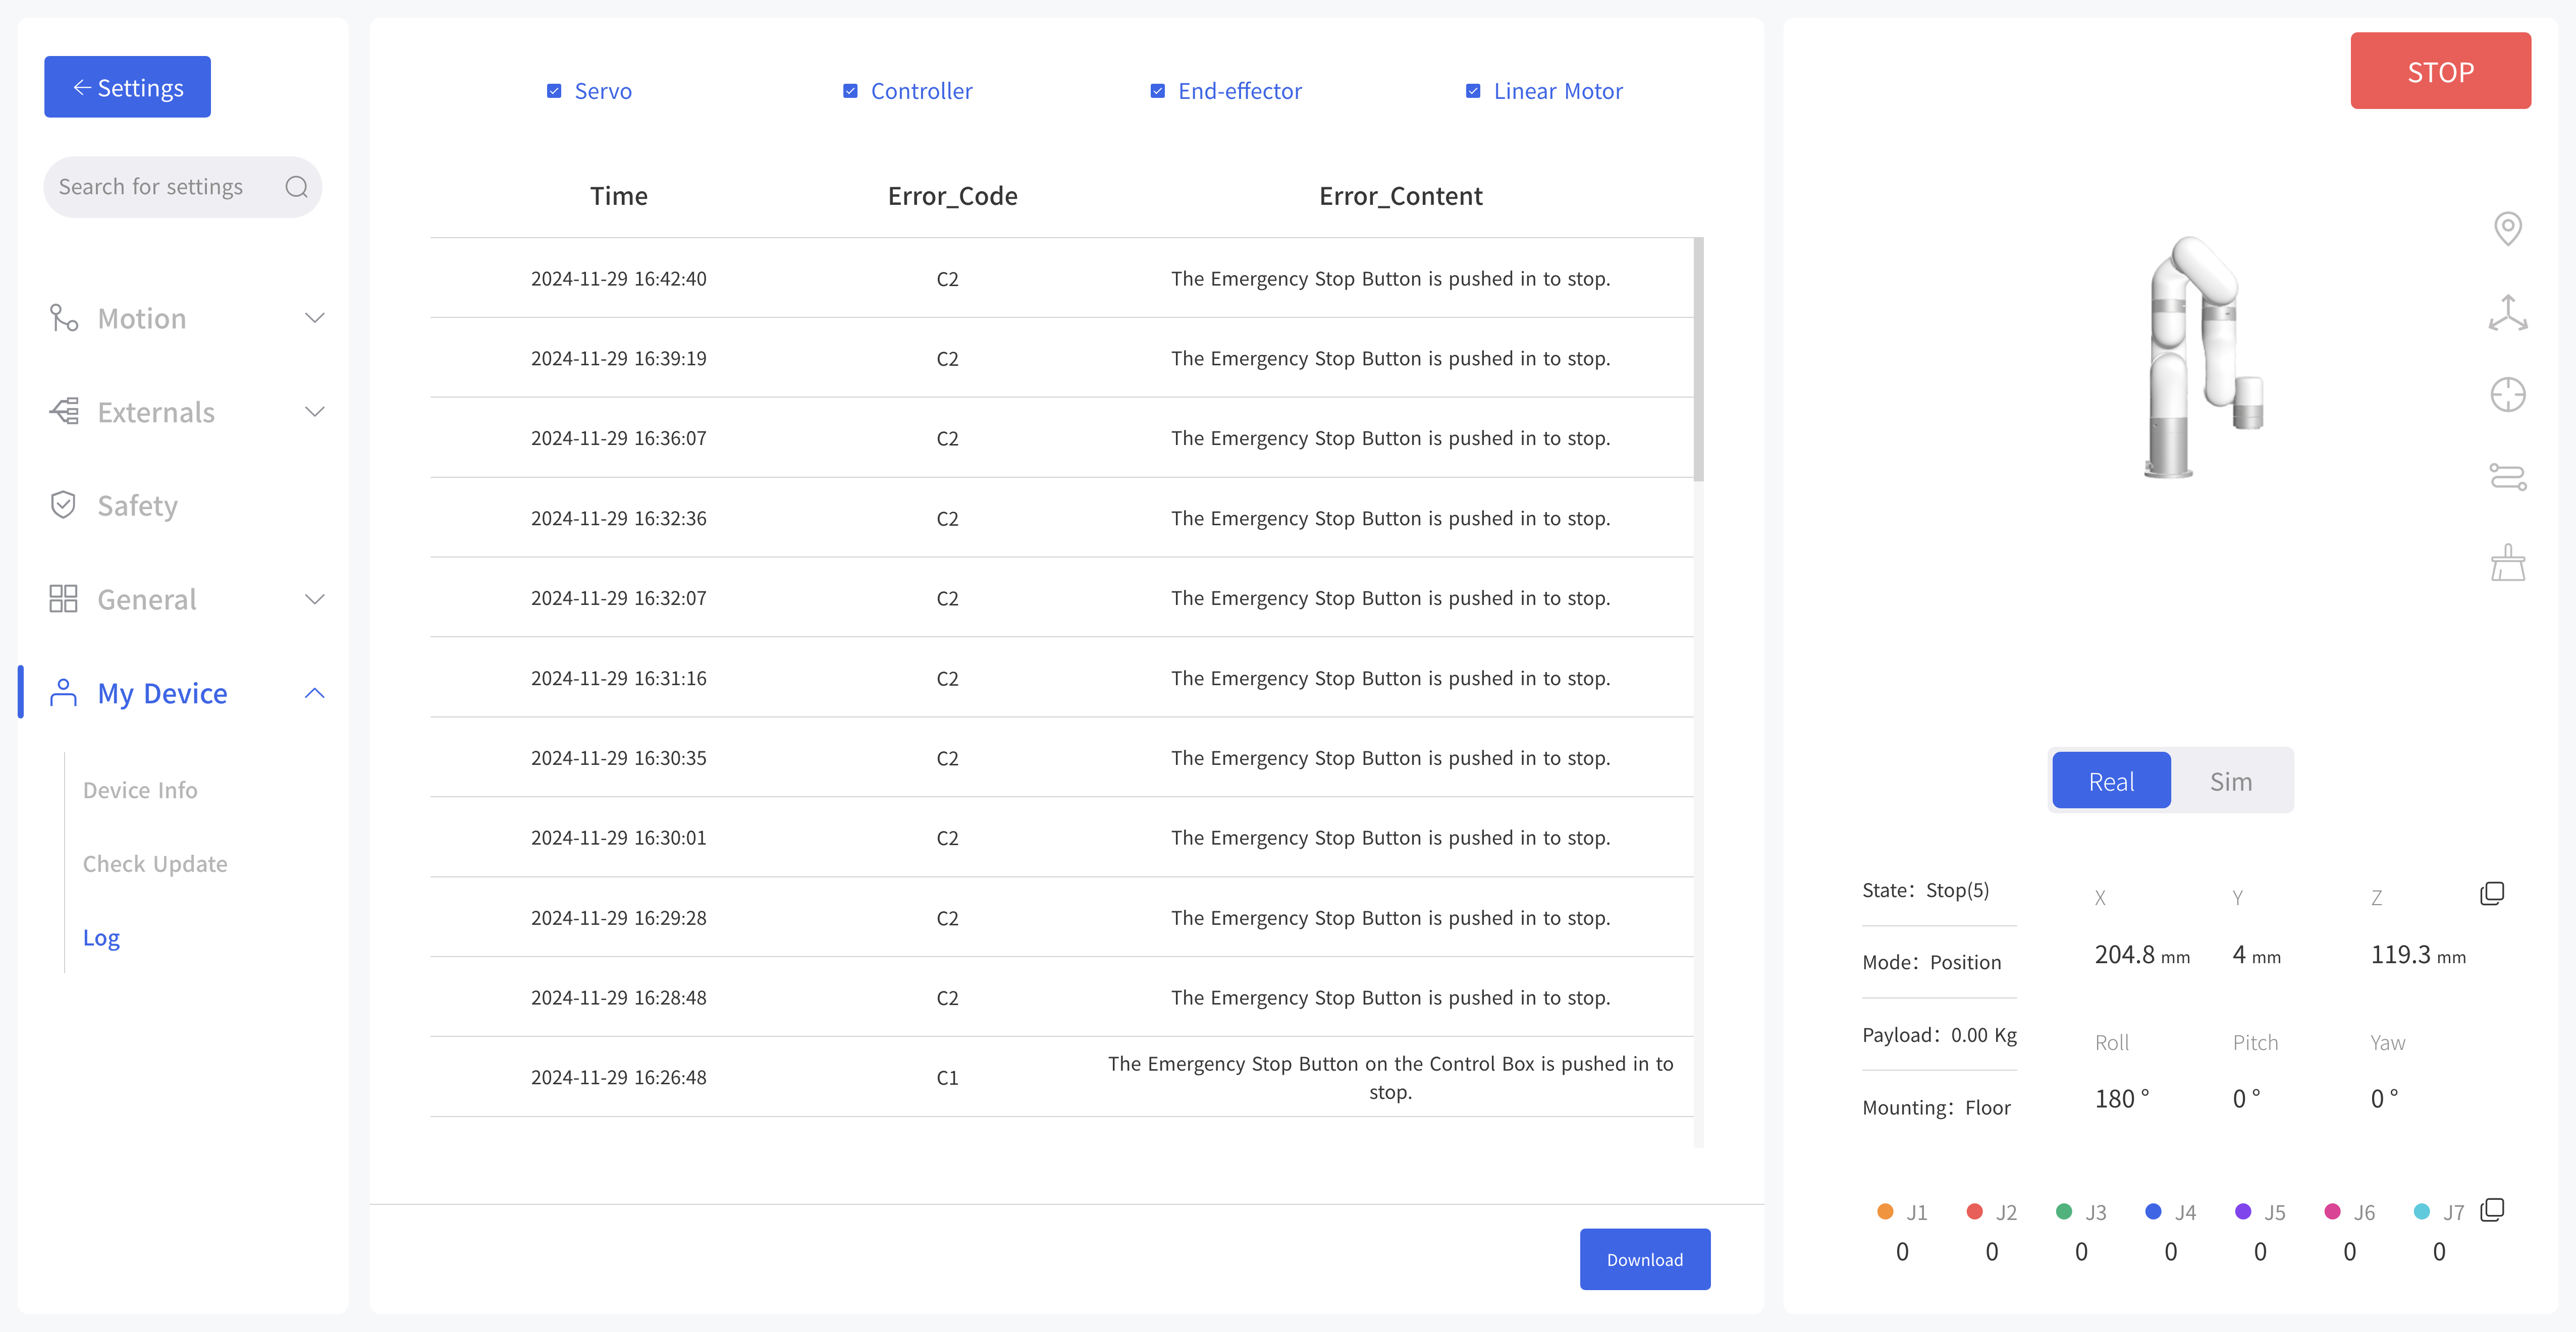 ← Settings
Search for settings
Motion
Externals
Safety
General
My Device
Device Info
Check Update
Log
Servo Controller End-effector Linear Motor
Time Error_Code Error_Content
2024-11-29 16:42:40 C2 The Emergency Stop Button is pushed in to stop.
2024-11-29 16:39:19 C2 The Emergency Stop Button is pushed in to stop.
2024-11-29 16:36:07 C2 The Emergency Stop Button is pushed in to stop.
2024-11-29 16:32:36 C2 The Emergency Stop Button is pushed in to stop.
2024-11-29 16:32:07 C2 The Emergency Stop Button is pushed in to stop.
2024-11-29 16:31:16 C2 The Emergency Stop Button is pushed in to stop.
2024-11-29 16:30:35 C2 The Emergency Stop Button is pushed in to stop.
2024-11-29 16:30:01 C2 The Emergency Stop Button is pushed in to stop.
2024-11-29 16:29:28 C2 The Emergency Stop Button is pushed in to stop.
2024-11-29 16:28:48 C2 The Emergency Stop Button is pushed in to stop.
2024-11-29 16:26:48 C1 The Emergency Stop Button on the Control Box is pushed in to
stop.
Download
STOP
Real Sim
State: Stop(5)
Mode: Position
Payload: 0.00 Kg
Mounting: Floor
X Y Z
204.8 mm 4 mm 119.3 mm
Roll Pitch Yaw
180 ° 0 ° 0 °
J1 J2 J3 J4 J5 J6 J7
0 0 0 0 0 0 0